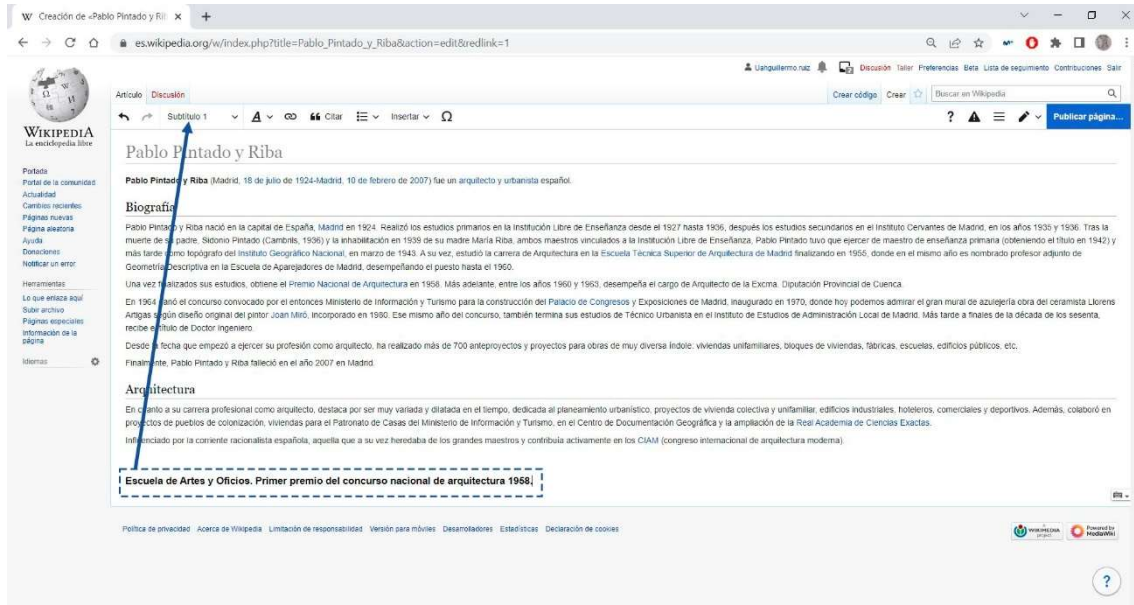 W Creación de «Pablo Pintado y Rib
es.wikipedia.org/w/index.php?title=Pablo_Pintado_y_Riba&action=edit&redlink=1
Uanguillermo.ruiz Discusión Taller Preferencias Beta Lista de seguimiento Contribuciones Salir
Artículo Discusión
Crear código Crear Buscar en Wikipedia
WIKIPEDIA
La enciclopedia libre
Subtítulo 1 A Citar Insertar Ω
? Publicar página...
Portada
Portal de la comunidad
Actualidad
Cambios recientes
Páginas nuevas
Página aleatoria
Ayuda
Donaciones
Notificar un error
Herramientas
Lo que enlaza aquí
Subir archivo
Páginas especiales
Información de la
página
Idiomas
Pablo Pintado y Riba
Pablo Pintado y Riba (Madrid, 18 de julio de 1924-Madrid, 10 de febrero de 2007) fue un arquitecto y urbanista español.
Biografía
Pablo Pintado y Riba nació en la capital de España, Madrid en 1924. Realizó los estudios primarios en la Institución Libre de Enseñanza desde el 1927 hasta 1936, después los estudios secundarios en el Instituto Cervantes de Madrid, en los años 1935 y 1936. Tras la
muerte de su padre, Sidonio Pintado (Cambrils, 1936) y la inhabilitación en 1939 de su madre María Riba, ambos maestros vinculados a la Institución Libre de Enseñanza, Pablo Pintado tuvo que ejercer de maestro de enseñanza primaria (obteniendo el título en 1942) y
más tarde como topógrafo del Instituto Geográfico Nacional, en marzo de 1943. A su vez, estudió la carrera de Arquitectura en la Escuela Técnica Superior de Arquitectura de Madrid finalizando en 1955, donde en el mismo año es nombrado profesor adjunto de
Geometría Descriptiva en la Escuela de Aparejadores de Madrid, desempeñando el puesto hasta el 1960.
Una vez finalizados sus estudios, obtiene el Premio Nacional de Arquitectura en 1958. Más adelante, entre los años 1960 y 1963, desempeña el cargo de Arquitecto de la Excma. Diputación Provincial de Cuenca.
En 1964 ganó el concurso convocado por el entonces Ministerio de Información y Turismo para la construcción del Palacio de Congresos y Exposiciones de Madrid, inaugurado en 1970, donde hoy podemos admirar el gran mural de azulejería obra del ceramista Llorens
Artigas según diseño original del pintor Joan Miró, incorporado en 1980. Ese mismo año del concurso, también termina sus estudios de Técnico Urbanista en el Instituto de Estudios de Administración Local de Madrid. Más tarde a finales de la década de los sesenta,
recibe el título de Doctor Ingeniero.
Desde la fecha que empezó a ejercer su profesión como arquitecto, ha realizado más de 700 anteproyectos y proyectos para obras de muy diversa índole: viviendas unifamiliares, bloques de viviendas, fábricas, escuelas, edificios públicos, etc.
Finalmente, Pablo Pintado y Riba falleció en el año 2007 en Madrid.
Arquitectura
En cuanto a su carrera profesional como arquitecto, destaca por ser muy variada y dilatada en el tiempo, dedicada al planeamiento urbanístico, proyectos de vivienda colectiva y unifamiliar, edificios industriales, hoteleros, comerciales y deportivos. Además, colaboró en
proyectos de pueblos de colonización, viviendas para el Patronato de Casas del Ministerio de Información y Turismo, en el Centro de Documentación Geográfica y la ampliación de la Real Academia de Ciencias Exactas.
Influenciado por la corriente racionalista española, aquella que a su vez heredaba de los grandes maestros y contribuía activamente en los CIAM (congreso internacional de arquitectura moderna).
Escuela de Artes y Oficios. Primer premio del concurso nacional de arquitectura 1958.
Política de privacidad Acerca de Wikipedia Limitación de responsabilidad Versión para móviles Desarrolladores Estadísticas Declaración de cookies
WIKIMEDIA
project
Powered by
MediaWiki
?